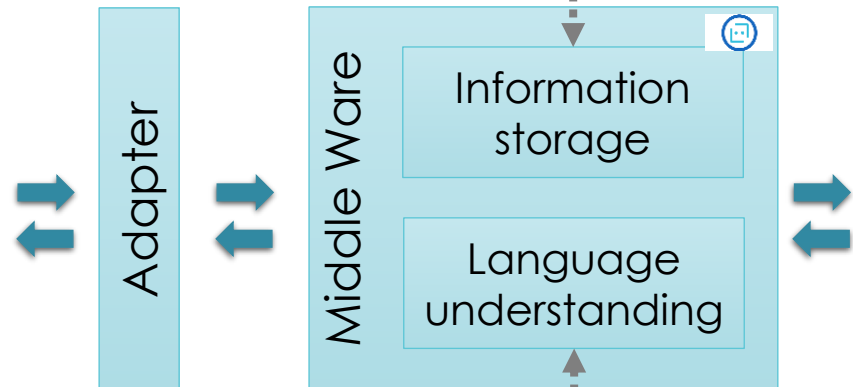 Adapter
Middle Ware
Information
storage
Language
understanding